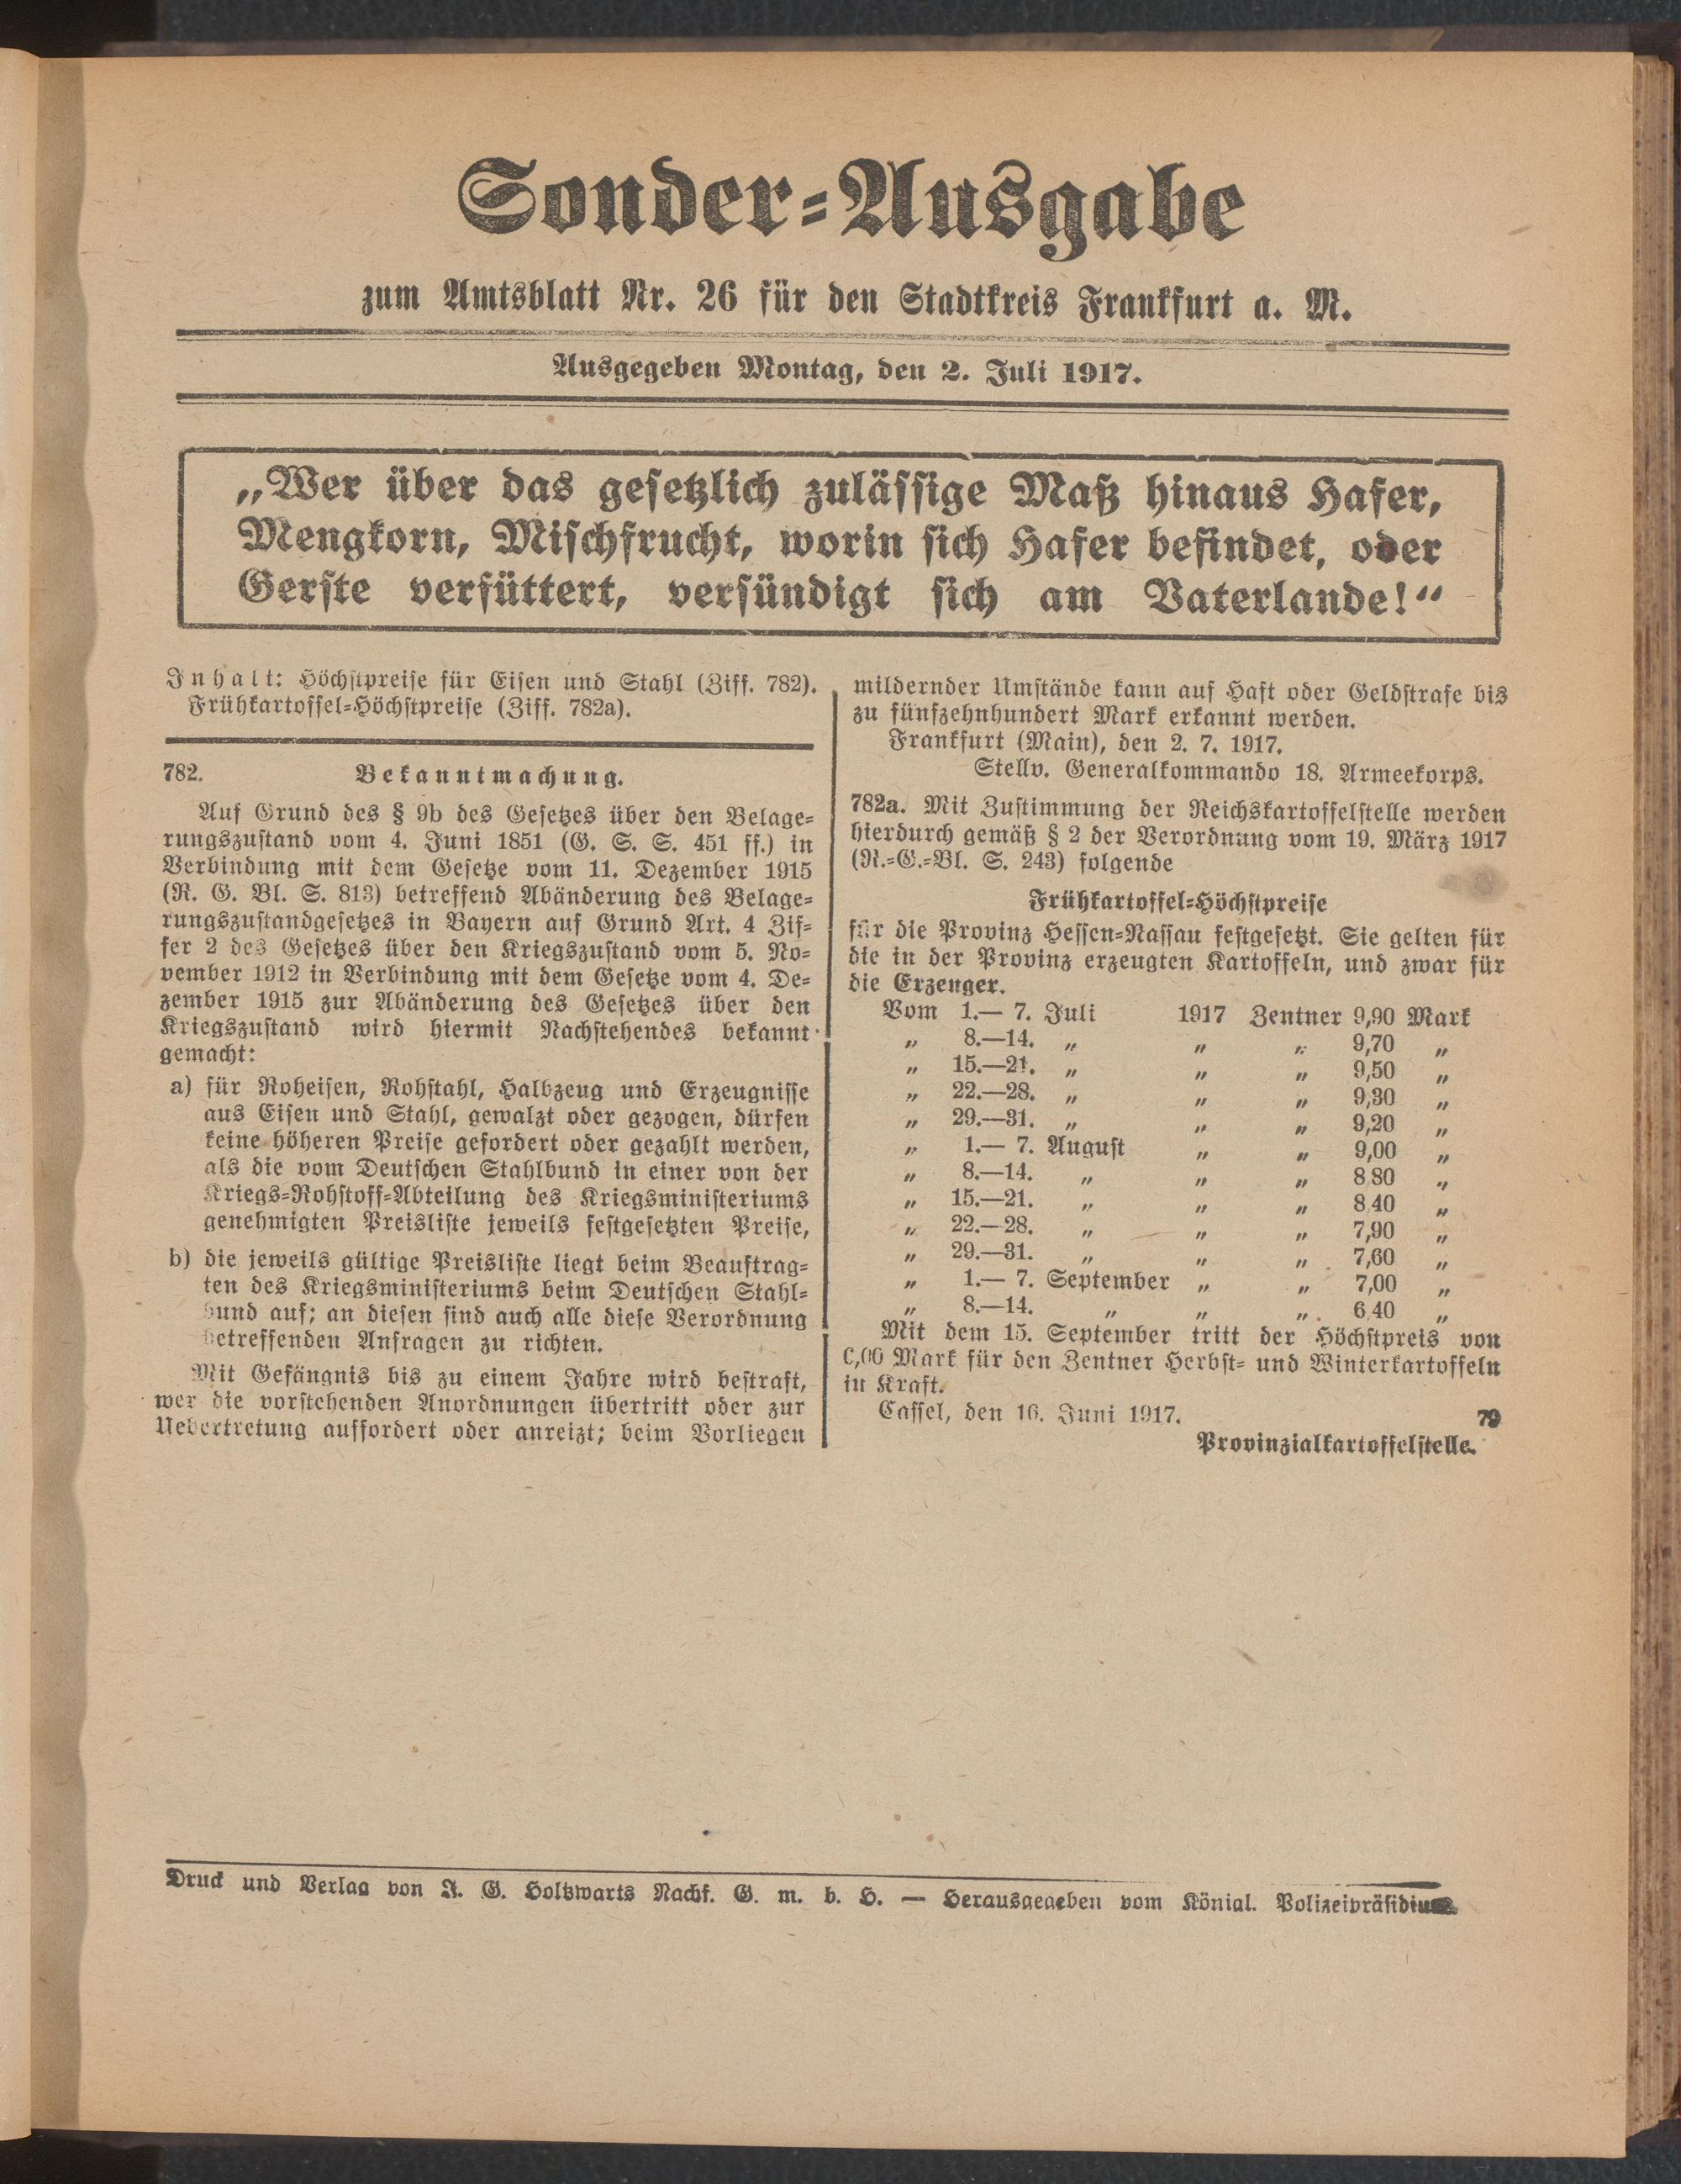 Sonder-Ausgabe
zum Amtsblatt Nr. 26 für den Stadtkreis Frankfurt a. M.
Ausgegeben Montag, den 2. Juli 1917.
„Wer über das gesetzlich zulässige Maß hinaus Hafer,
Mengkorn, Mischfrucht, worin sich Hafer befindet, oder
Gerste verfüttert, versündigt sich am Vaterlande!“
Inhalt: Höchstpreise für Eisen und Stahl (Ziff. 782).
Frühkartoffel-Höchstpreise (Ziff. 782a).
782. Bekanntmachung.
Auf Grund des § 9b des Gesetzes über den Belage-
rungszustand vom 4. Juni 1851 (G. S. S. 451 ff.) in
Verbindung mit dem Gesetze vom 11. Dezember 1915
(R. G. Bl. S. 813) betreffend Abänderung des Belage-
rungszustandgesetzes in Bayern auf Grund Art. 4 Zif-
fer 2 des Gesetzes über den Kriegszustand vom 5. No-
vember 1912 in Verbindung mit dem Gesetze vom 4. De-
zember 1915 zur Abänderung des Gesetzes über den
Kriegszustand wird hiermit Nachstehendes bekannt
gemacht:
a) für Roheisen, Rohstahl, Halbzeug und Erzeugnisse
aus Eisen und Stahl, gewalzt oder gezogen, dürfen
keine höheren Preise gefordert oder gezahlt werden,
als die vom Deutschen Stahlbund in einer von der
Kriegs-Rohstoff-Abteilung des Kriegsministeriums
genehmigten Preisliste jeweils festgesetzten Preise,
b) die jeweils gültige Preisliste liegt beim Beauftrag-
ten des Kriegsministeriums beim Deutschen Stahl-
bund auf; an diesen sind auch alle diese Verordnung
betreffenden Anfragen zu richten.
Mit Gefängnis bis zu einem Jahre wird bestraft,
wer die vorstehenden Anordnungen übertritt oder zur
Uebertretung auffordert oder anreizt; beim Vorliegen
mildernder Umstände kann auf Haft oder Geldstrafe bis
zu fünfzehnhundert Mark erkannt werden.
Frankfurt (Main), den 2. 7. 1917.
Stellv. Generalkommando 18. Armeekorps.
782a. Mit Zustimmung der Reichskartoffelstelle werden
hierdurch gemäß § 2 der Verordnung vom 19. März 1917
(R.-G.-Bl. S. 243) folgende
Frühkartoffel-Höchstpreise
für die Provinz Hessen-Nassau festgesetzt. Sie gelten für
die in der Provinz erzeugten Kartoffeln, und zwar für
die Erzeuger.
Vom 1.— 7. Juli 1917 Zentner 9,90 Mark
„ 8.—14. „ „ „ 9,70 „
„ 15.—21. „ „ „ 9,50 „
„ 22.—28. „ „ „ 9,30 „
„ 29.—31. „ „ „ 9,20 „
„ 1.— 7. August „ „ 9,00 „
„ 8.—14. „ „ „ 8,80 „
„ 15.—21. „ „ „ 8,40 „
„ 22.—28. „ „ „ 7,90 „
„ 29.—31. „ „ „ 7,60 „
„ 1.— 7. September „ „ 7,00 „
„ 8.—14. „ „ „ 6,40 „
Mit dem 15. September tritt der Höchstpreis von
Mark für den Zentner Herbst- und Winterkartoffeln
in Kraft.
Cassel, den 16. Juni 1917. 79
Provinzialkartoffelstelle.
Druck und Verlag von J. G. Holtzwarts Nachf. G. m. b. H. — Herausgegeben vom Königl. Polizeipräsidium.